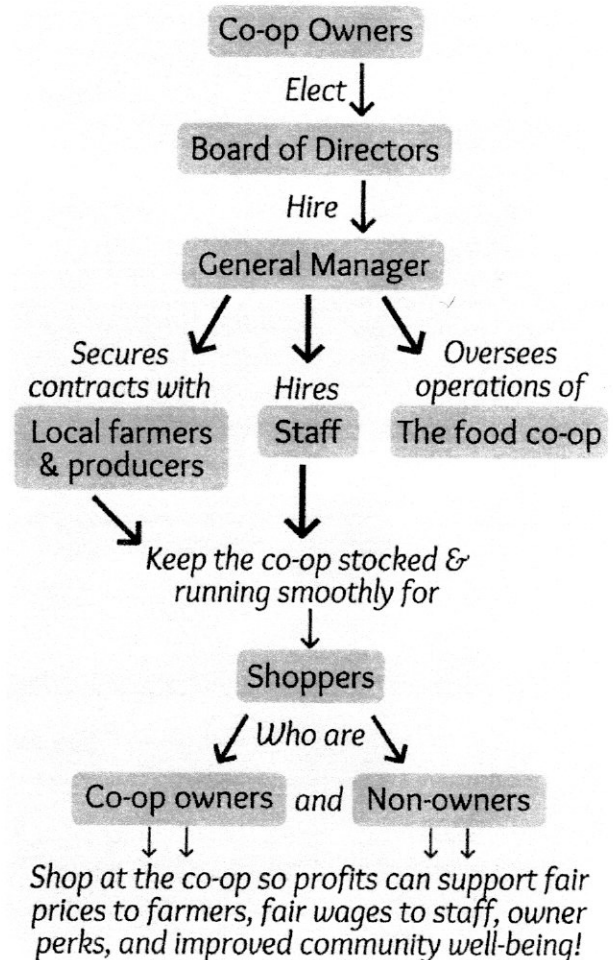 Co-op Owners
Elect
Board of Directors
Hire
General Manager
Secures
contracts with
Local farmers
& producers
Hires
Staff
Oversees
operations of
The food co-op
Keep the co-op stocked &
running smoothly for
Shoppers
Who are
Co-op owners and Non-owners
Shop at the co-op so profits can support fair
prices to farmers, fair wages to staff, owner
perks, and improved community well-being!